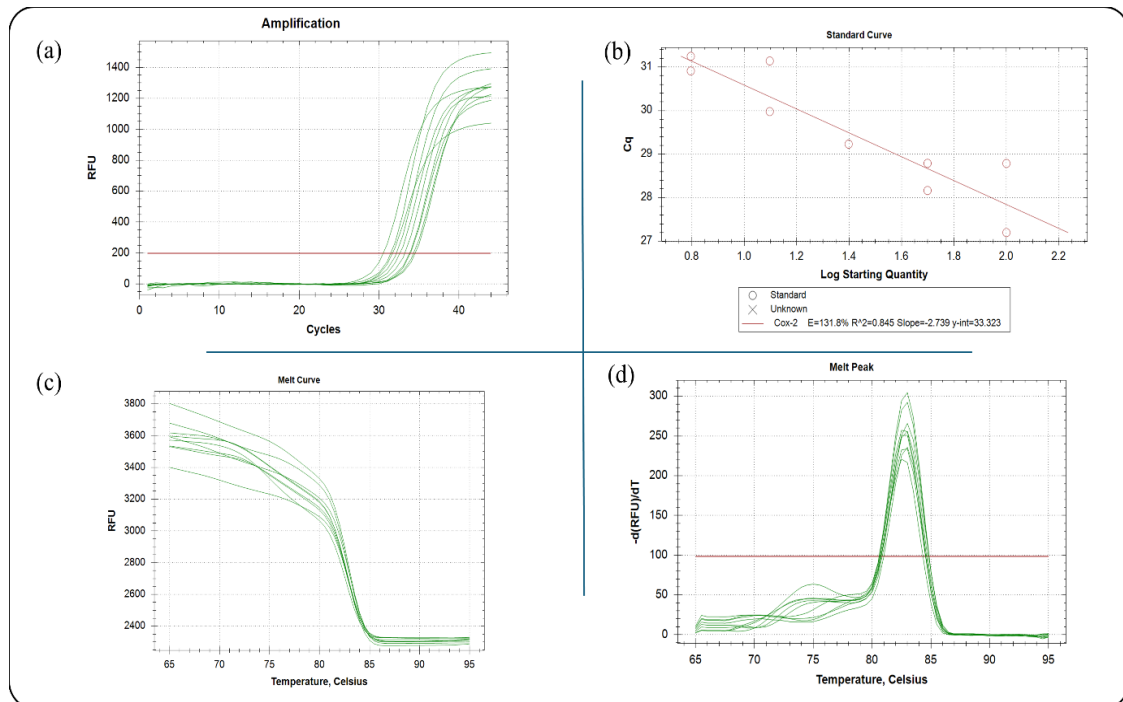 (a)
Amplification
1400
1200
1000
800
600
400
200
0
RFU
0 10 20 30 40
Cycles
(b)
Standard Curve
31
30
29
28
27
Cq
0.8 1.0 1.2 1.4 1.6 1.8 2.0 2.2
Log Starting Quantity
Standard
Unknown
Cox-2 E=131.8% R^2=0.845 Slope=-2.739 y-int=33.323
(c)
Melt Curve
3800
3600
3400
3200
3000
2800
2600
2400
RFU
65 70 75 80 85 90 95
Temperature, Celsius
(d)
Melt Peak
300
250
200
150
100
50
0
-d(RFU)/dT
65 70 75 80 85 90 95
Temperature, Celsius